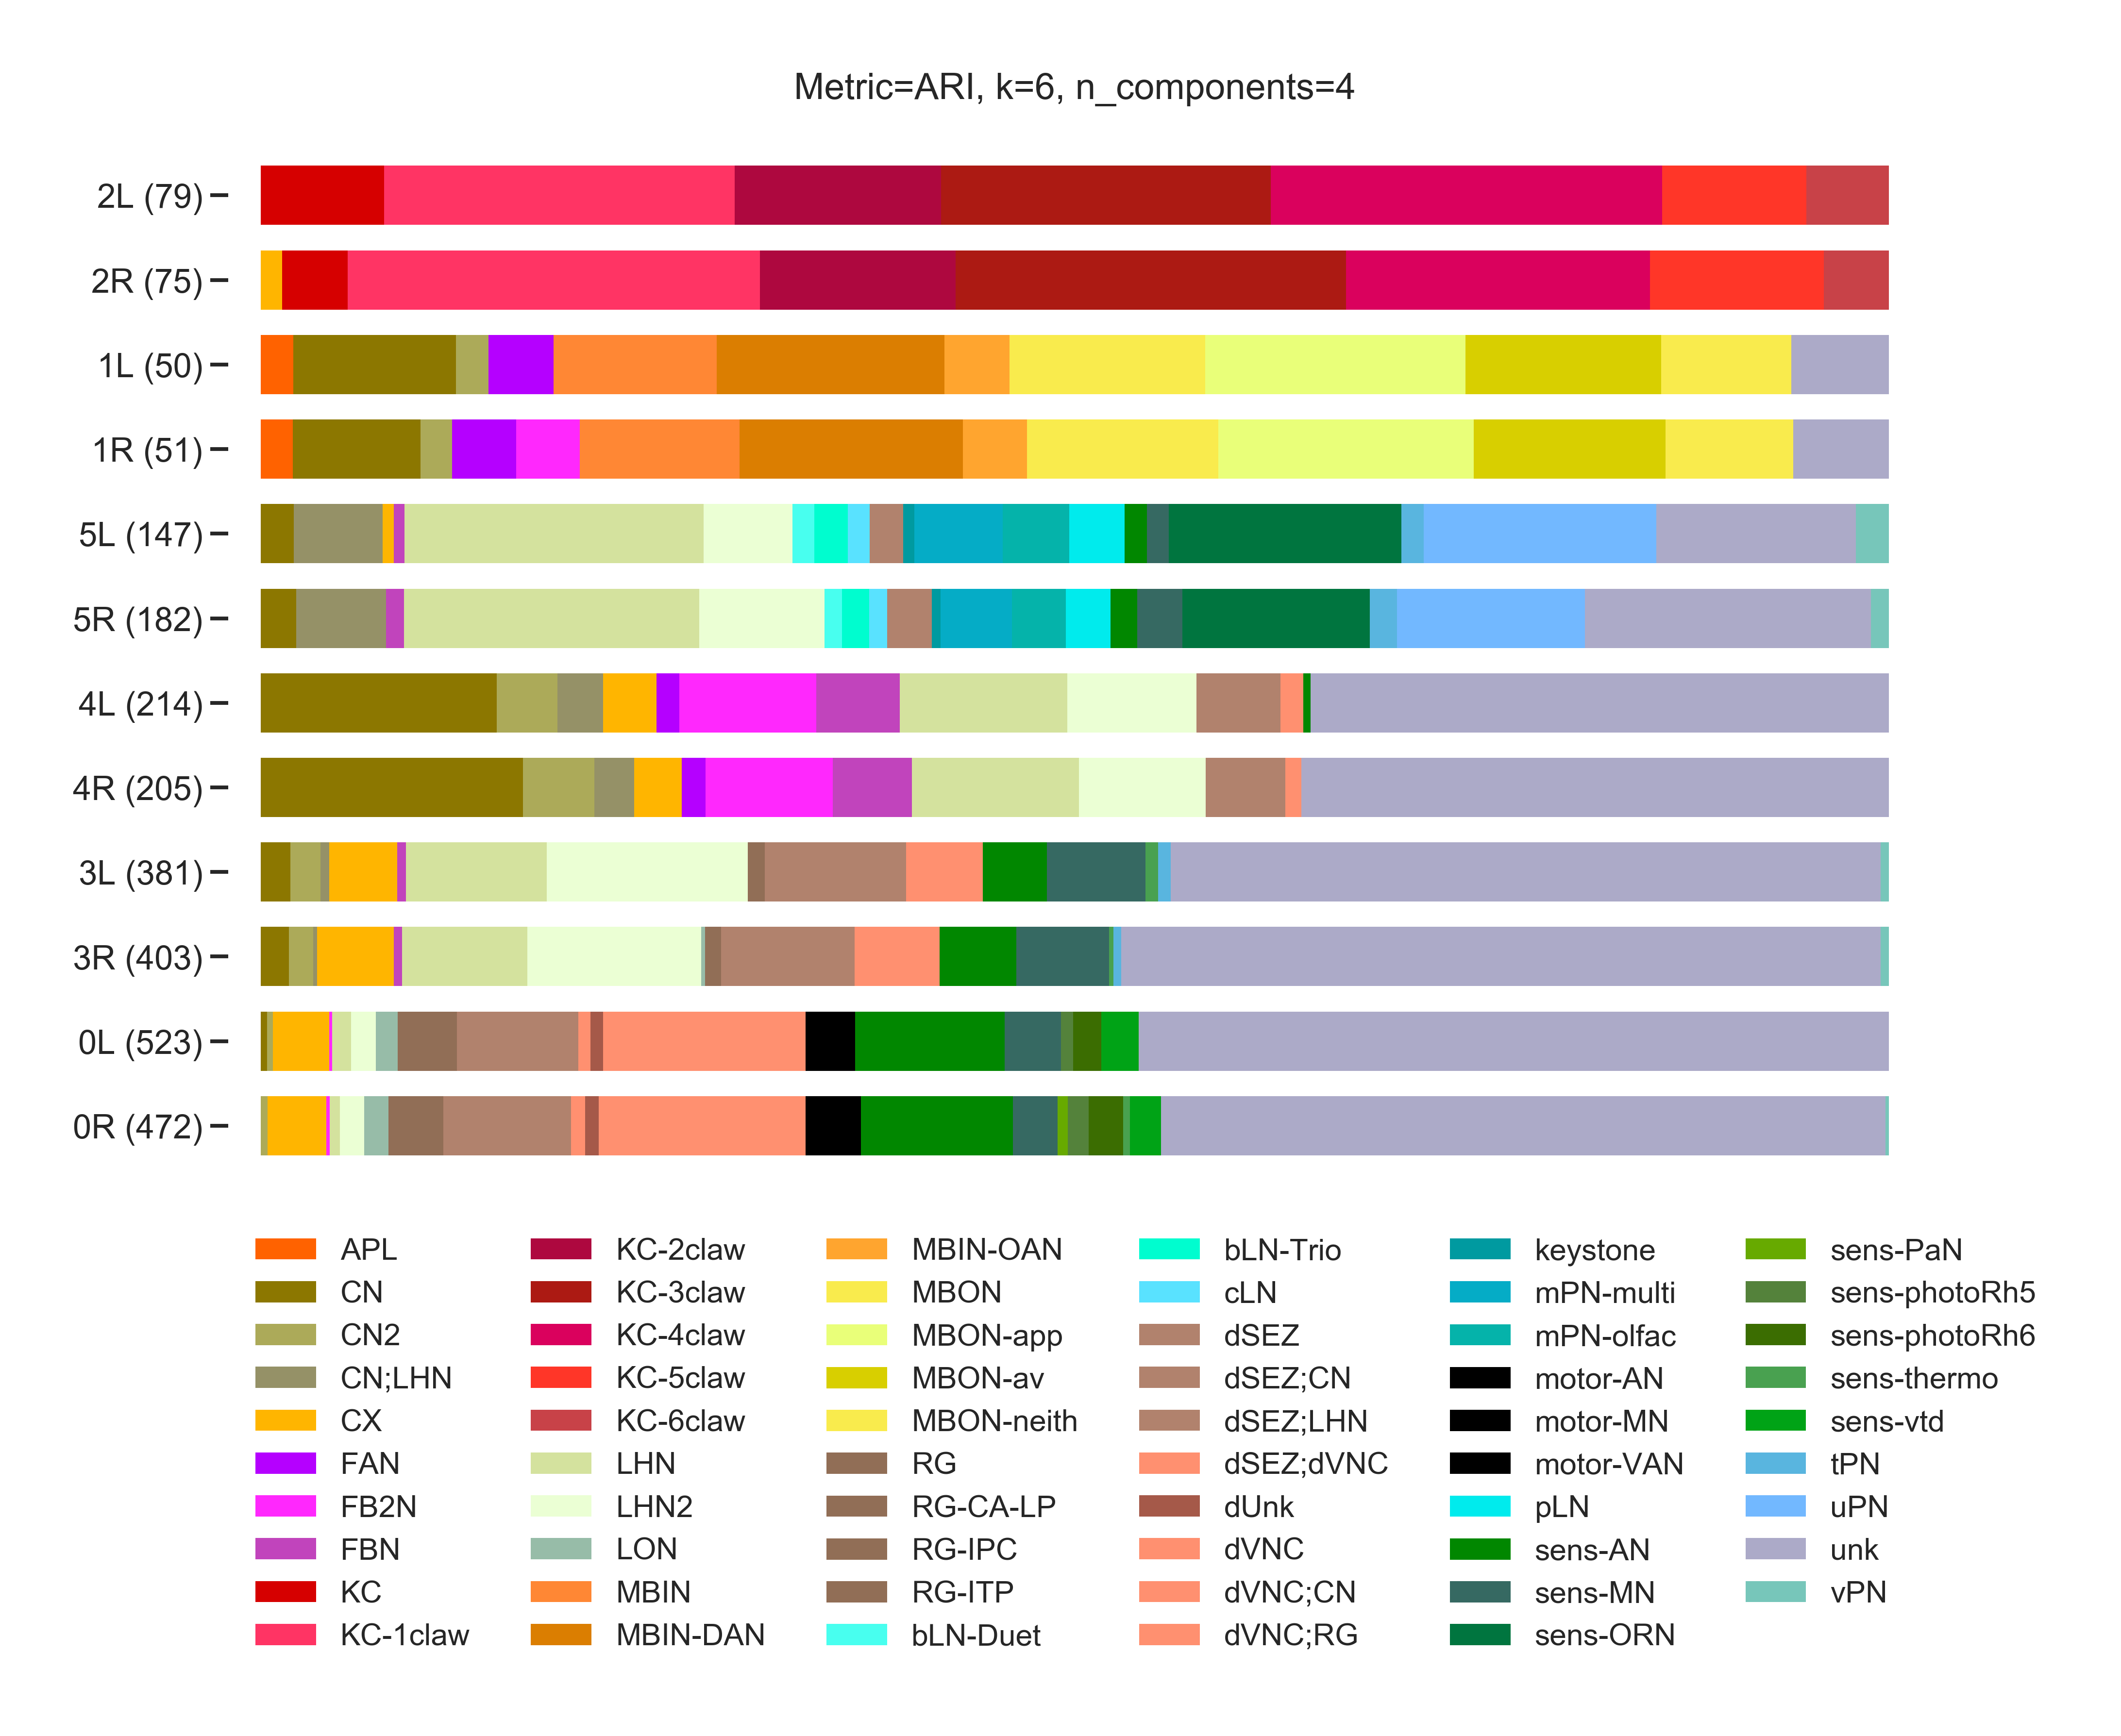 Metric=ARI, k=6, n_components=4
2L (79)
2R (75)
1L (50)
1R (51)
5L (147)
5R (182)
4L (214)
4R (205)
3L (381)
3R (403)
0L (523)
0R (472)
APL
CN
CN2
CN;LHN
CX
FAN
FB2N
FBN
KC
KC-1claw
KC-2claw
KC-3claw
KC-4claw
KC-5claw
KC-6claw
LHN
LHN2
LON
MBIN
MBIN-DAN
MBIN-OAN
MBON
MBON-app
MBON-av
MBON-neith
RG
RG-CA-LP
RG-IPC
RG-ITP
bLN-Duet
bLN-Trio
cLN
dSEZ
dSEZ;CN
dSEZ;LHN
dSEZ;dVNC
dUnk
dVNC
dVNC;CN
dVNC;RG
keystone
mPN-multi
mPN-olfac
motor-AN
motor-MN
motor-VAN
pLN
sens-AN
sens-MN
sens-ORN
sens-PaN
sens-photoRh5
sens-photoRh6
sens-thermo
sens-vtd
tPN
uPN
unk
vPN